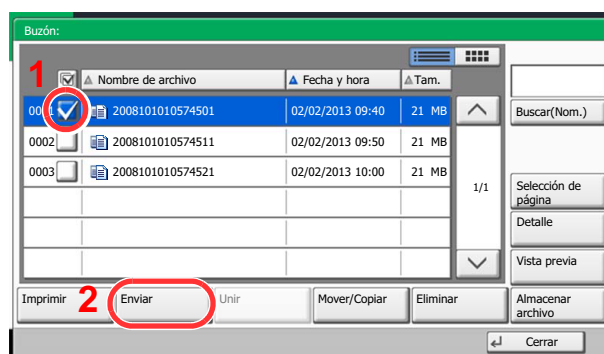 Buzón:
1
Nombre de archivo Fecha y hora Tam.
0001 2008101010574501 02/02/2013 09:40 21 MB
Buscar(Nom.)
0002 2008101010574511 02/02/2013 09:50 21 MB
0003 2008101010574521 02/02/2013 10:00 21 MB
1/1
Selección de
página
Detalle
Vista previa
Imprimir 2 Enviar Unir Mover/Copiar Eliminar
Almacenar
archivo
Cerrar